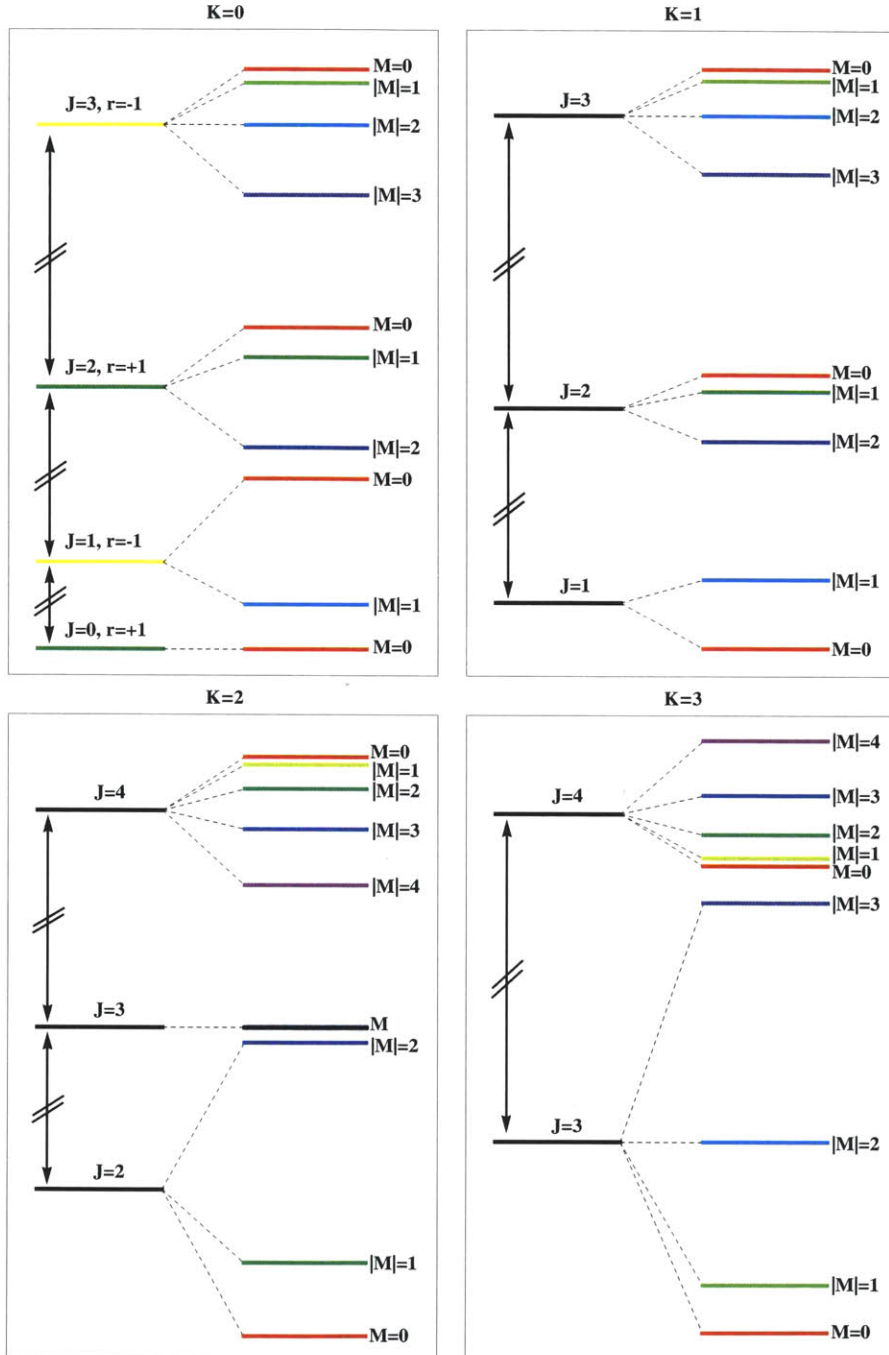 K=0
M=0
|M|=1
J=3, r=-1
|M|=2
|M|=3
M=0
|M|=1
J=2, r=+1
|M|=2
M=0
J=1, r=-1
|M|=1
J=0, r=+1
M=0
K=1
M=0
|M|=1
J=3
|M|=2
|M|=3
M=0
|M|=1
J=2
|M|=2
|M|=1
J=1
M=0
K=2
M=0
|M|=1
J=4
|M|=2
|M|=3
|M|=4
J=3
M
|M|=2
J=2
|M|=1
M=0
K=3
|M|=4
J=4
|M|=3
|M|=2
|M|=1
M=0
|M|=3
J=3
|M|=2
|M|=1
M=0